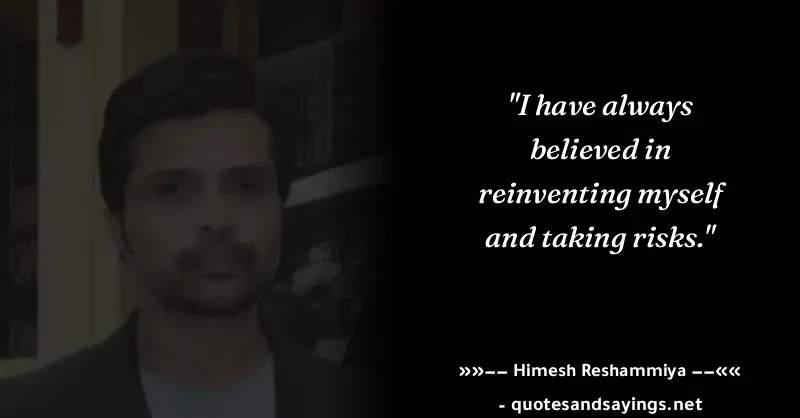 "I have always
believed in
reinventing myself
and taking risks."
»»-- Himesh Reshammiya --««
- quotesandsayings.net